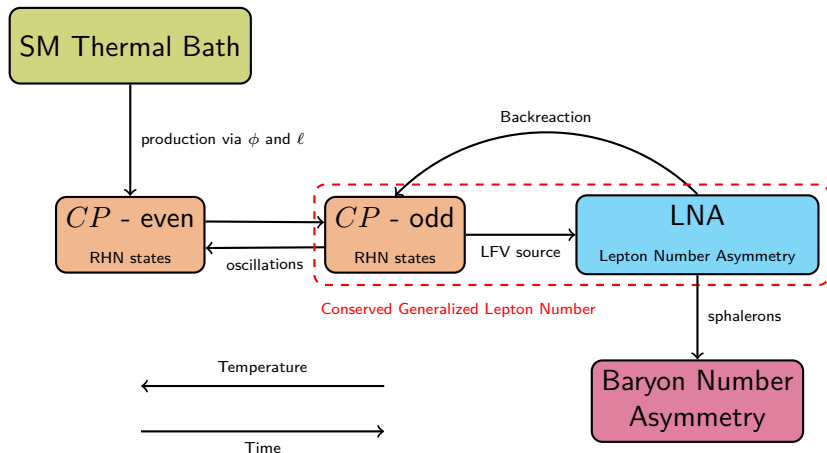 SM Thermal Bath
production via ϕ and ℓ
Backreaction
CP - even
RHN states
oscillations
CP - odd
RHN states
LFV source
LNA
Lepton Number Asymmetry
Conserved Generalized Lepton Number
sphalerons
Baryon Number
Asymmetry
Temperature
Time